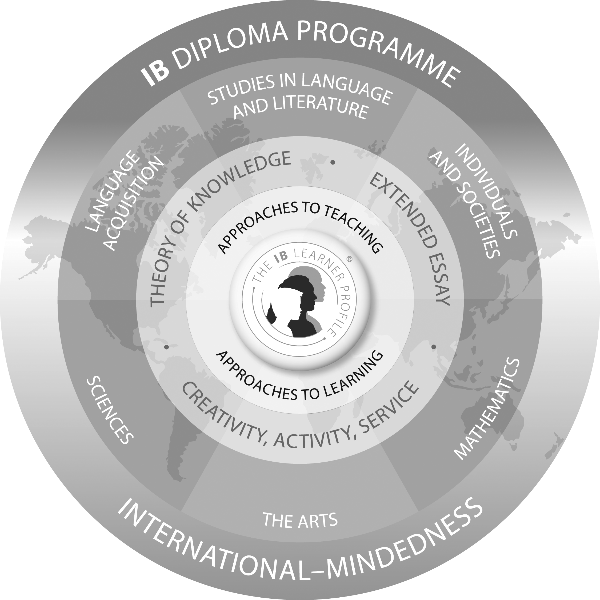 IB DIPLOMA PROGRAMME
STUDIES IN LANGUAGE
AND LITERATURE
LANGUAGE
ACQUISITION
INDIVIDUALS
AND SOCIETIES
THEORY OF KNOWLEDGE
EXTENDED ESSAY
APPROACHES TO TEACHING
THE IB LEARNER PROFILE
®
APPROACHES TO LEARNING
CREATIVITY, ACTIVITY, SERVICE
SCIENCES
MATHEMATICS
THE ARTS
INTERNATIONAL–MINDEDNESS